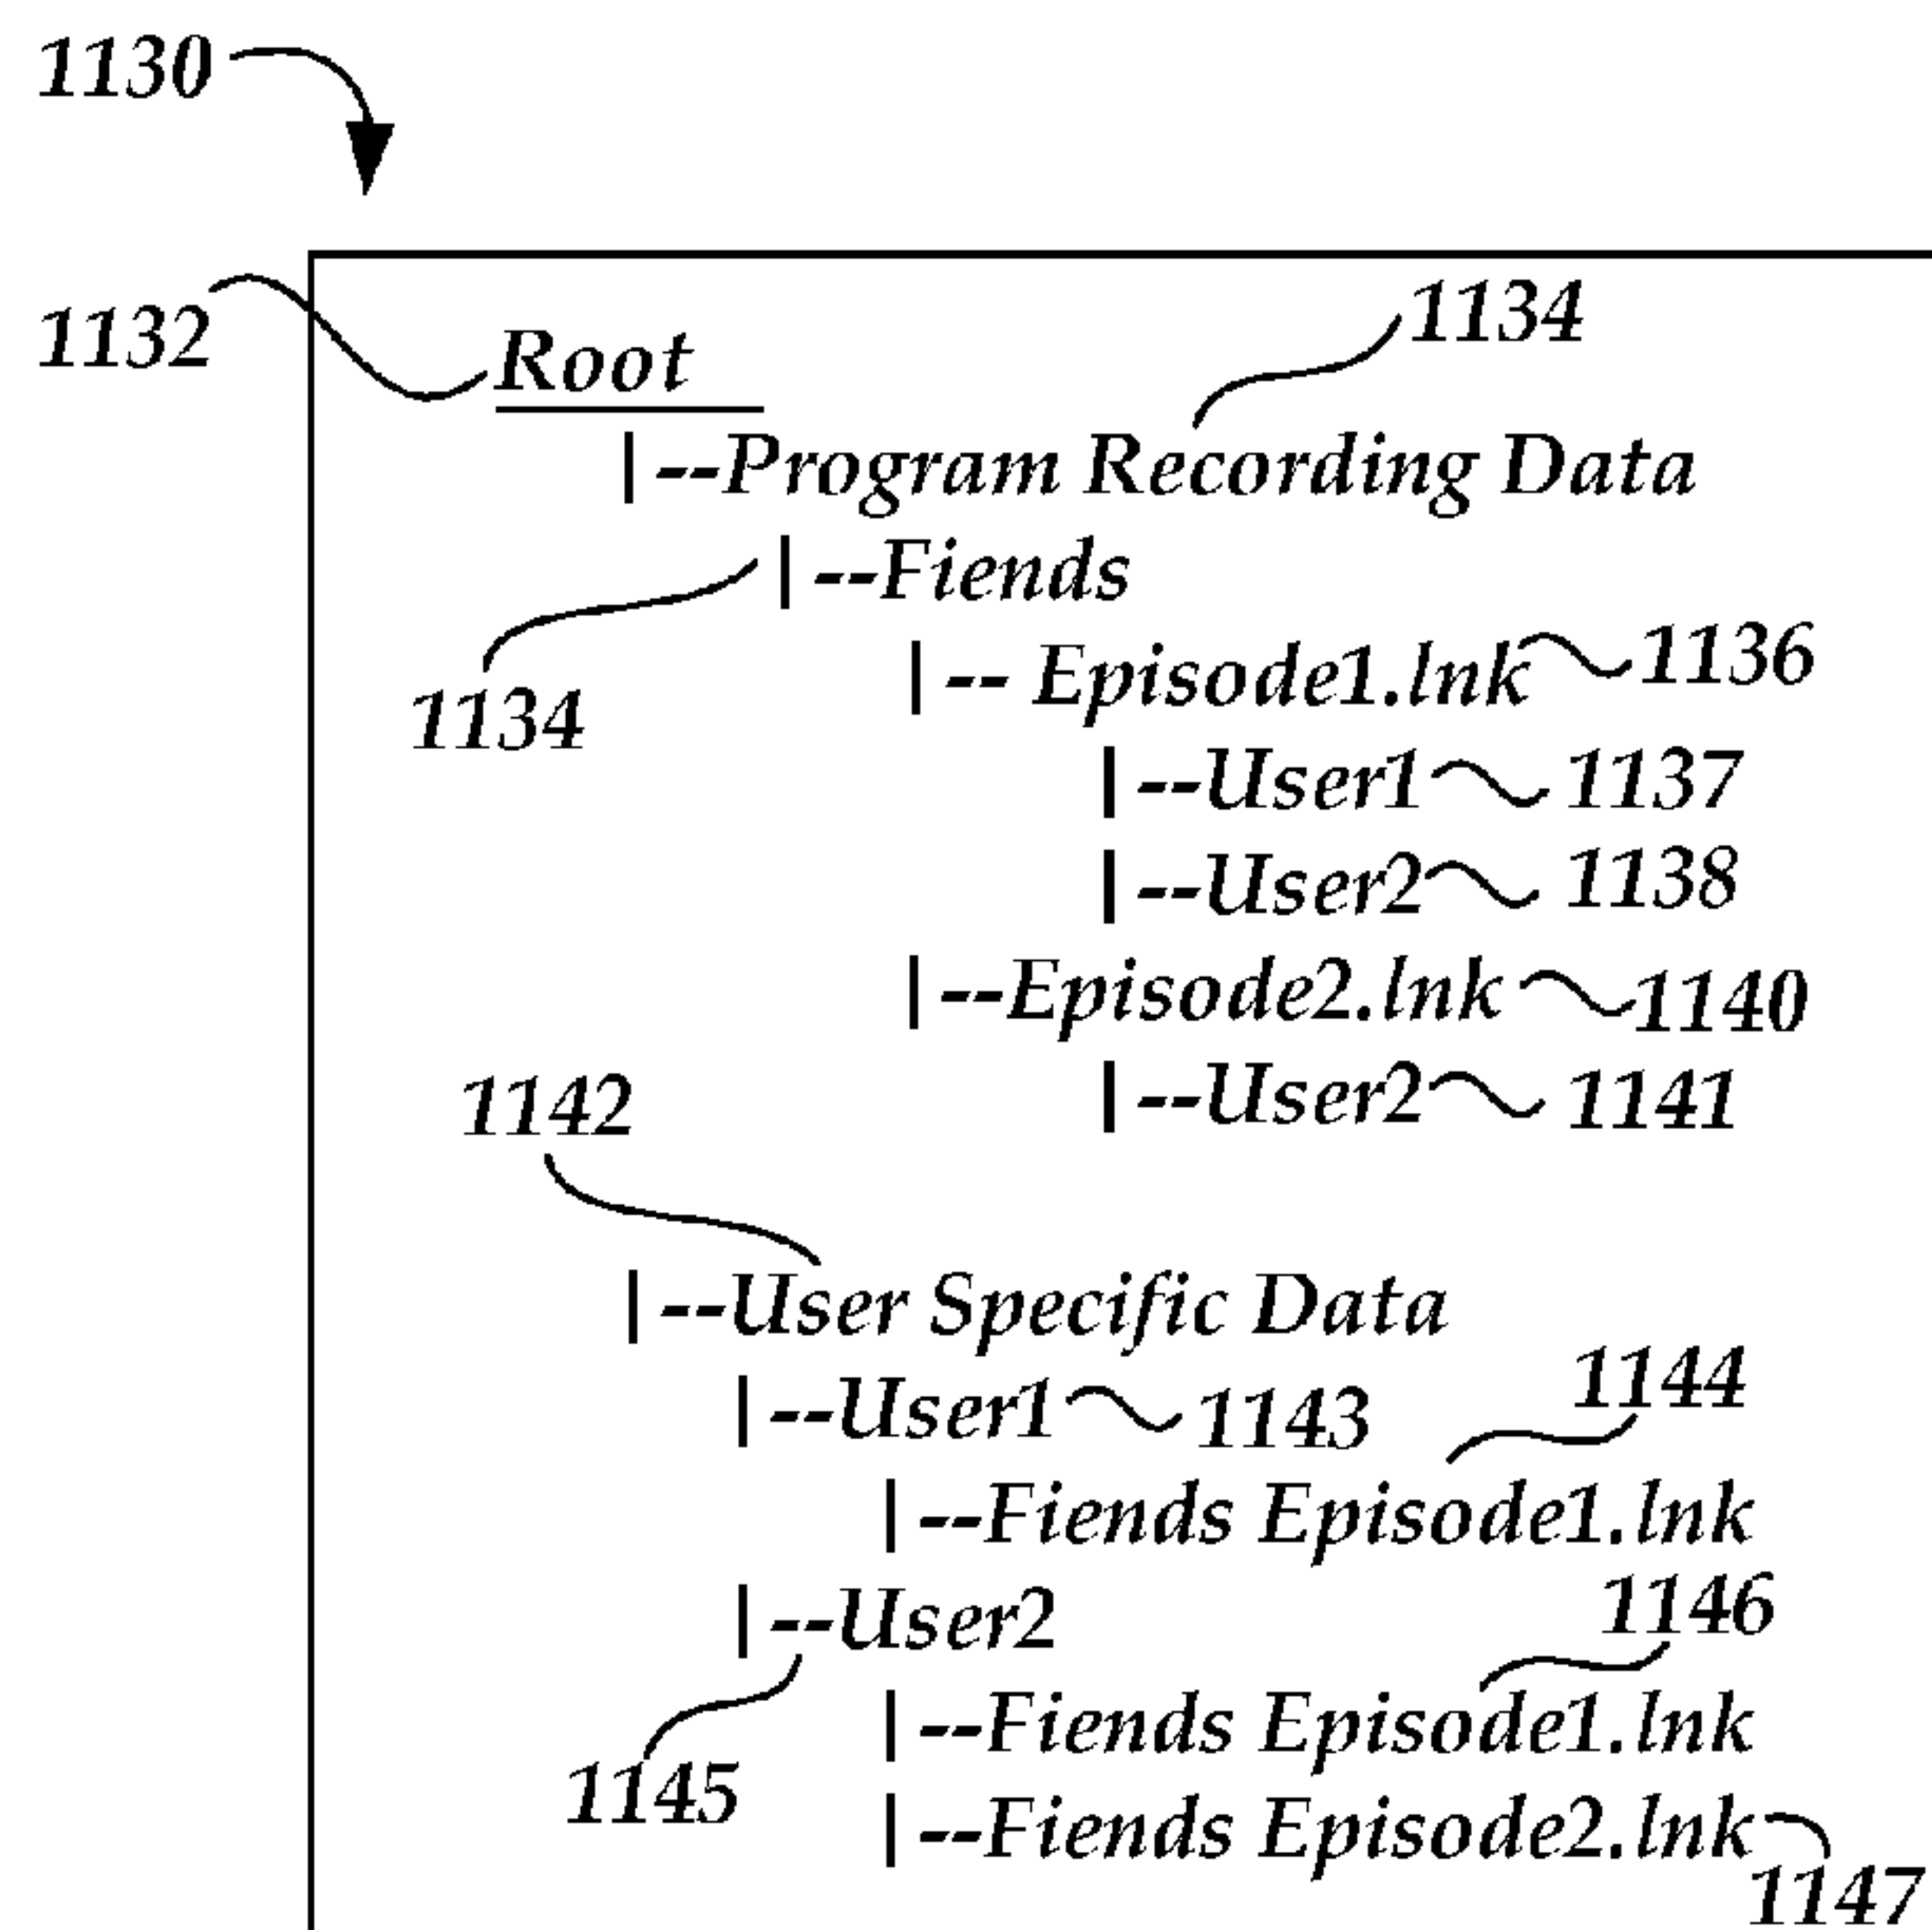 1130
1132
1134
Root
|--Program Recording Data
|--Fiends
1134
|-- Episode1.lnk 1136
|--User1 1137
|--User2 1138
|--Episode2.lnk 1140
|--User2 1141
1142
|--User Specific Data
|--User1 1143
1144
|--Fiends Episode1.lnk
|--User2
1146
1145
|--Fiends Episode1.lnk
|--Fiends Episode2.lnk
1147